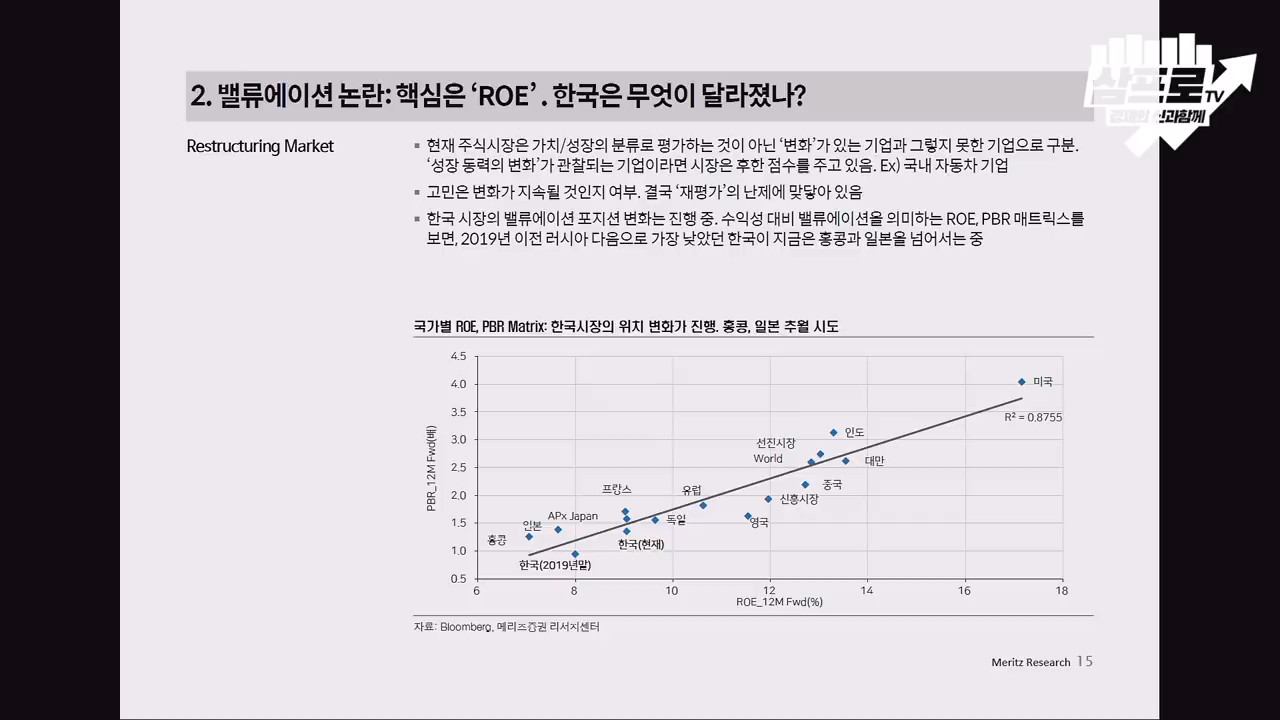 삼프로TV
경제의 신과함께
2. 밸류에이션 논란: 핵심은 ‘ROE’ . 한국은 무엇이 달라졌나?
Restructuring Market
▪ 현재 주식시장은 가치/성장의 분류로 평가하는 것이 아닌 ‘변화’가 있는 기업과 그렇지 못한 기업으로 구분.
‘성장 동력의 변화’가 관찰되는 기업이라면 시장은 후한 점수를 주고 있음. Ex) 국내 자동차 기업
▪ 고민은 변화가 지속될 것인지 여부. 결국 ‘재평가’의 난제에 맞닿아 있음
▪ 한국 시장의 밸류에이션 포지션 변화는 진행 중. 수익성 대비 밸류에이션을 의미하는 ROE, PBR 매트릭스를
보면, 2019년 이전 러시아 다음으로 가장 낮았던 한국이 지금은 홍콩과 일본을 넘어서는 중
국가별 ROE, PBR Matrix: 한국시장의 위치 변화가 진행. 홍콩, 일본 추월 시도
PBR_12M Fwd(배)
4.5
4.0
3.5
3.0
2.5
2.0
1.5
1.0
0.5
미국
R² = 0.8755
인도
선진시장
World
대만
중국
프랑스
유럽
신흥시장
APx Japan
독일
영국
일본
홍콩
한국(현재)
한국(2019년말)
6 8 10 12 14 16 18
ROE_12M Fwd(%)
자료: Bloomberg, 메리츠증권 리서치센터
Meritz Research 15